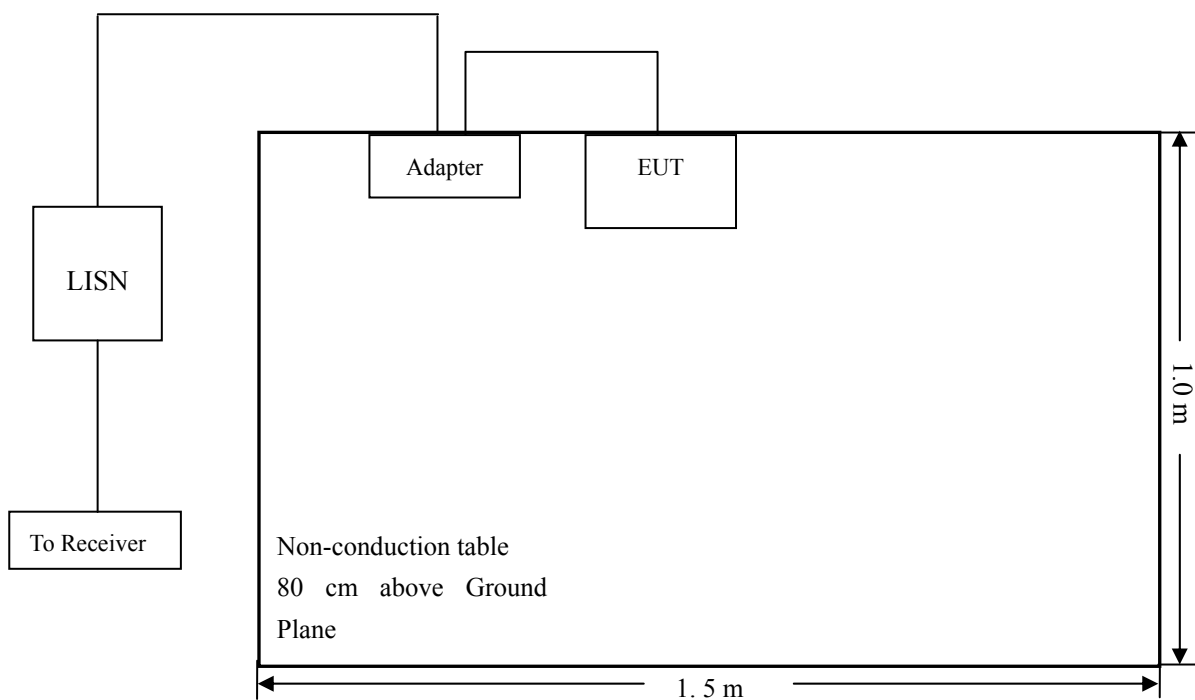 Adapter
EUT
LISN
To Receiver
Non-conduction table
80 cm above Ground
Plane
1.0 m
1. 5 m